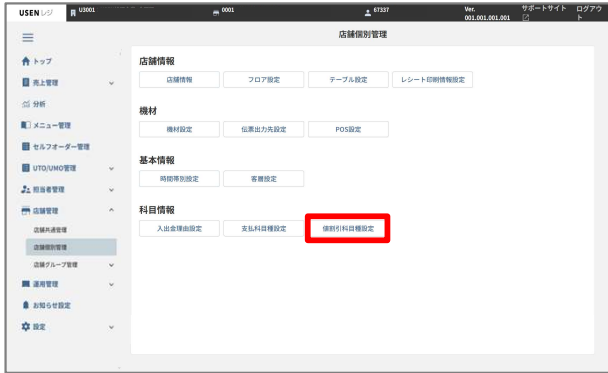 USENレジ U3001 0001 67337 Ver. 001.001.001.001 サポートサイト ログアウト
店舗個別管理
トップ
売上管理
分析
メニュー管理
セルフオーダー管理
UTO/UMO管理
担当者管理
店舗管理
店舗共通管理
店舗個別管理
店舗グループ管理
運用管理
お知らせ設定
設定
店舗情報
店舗情報 フロア設定 テーブル設定 レシート印刷情報設定
機材
機材設定 伝票出力先設定 POS設定
基本情報
時間帯別設定 客層設定
科目情報
入出金理由設定 支払科目種設定 値割引科目種設定